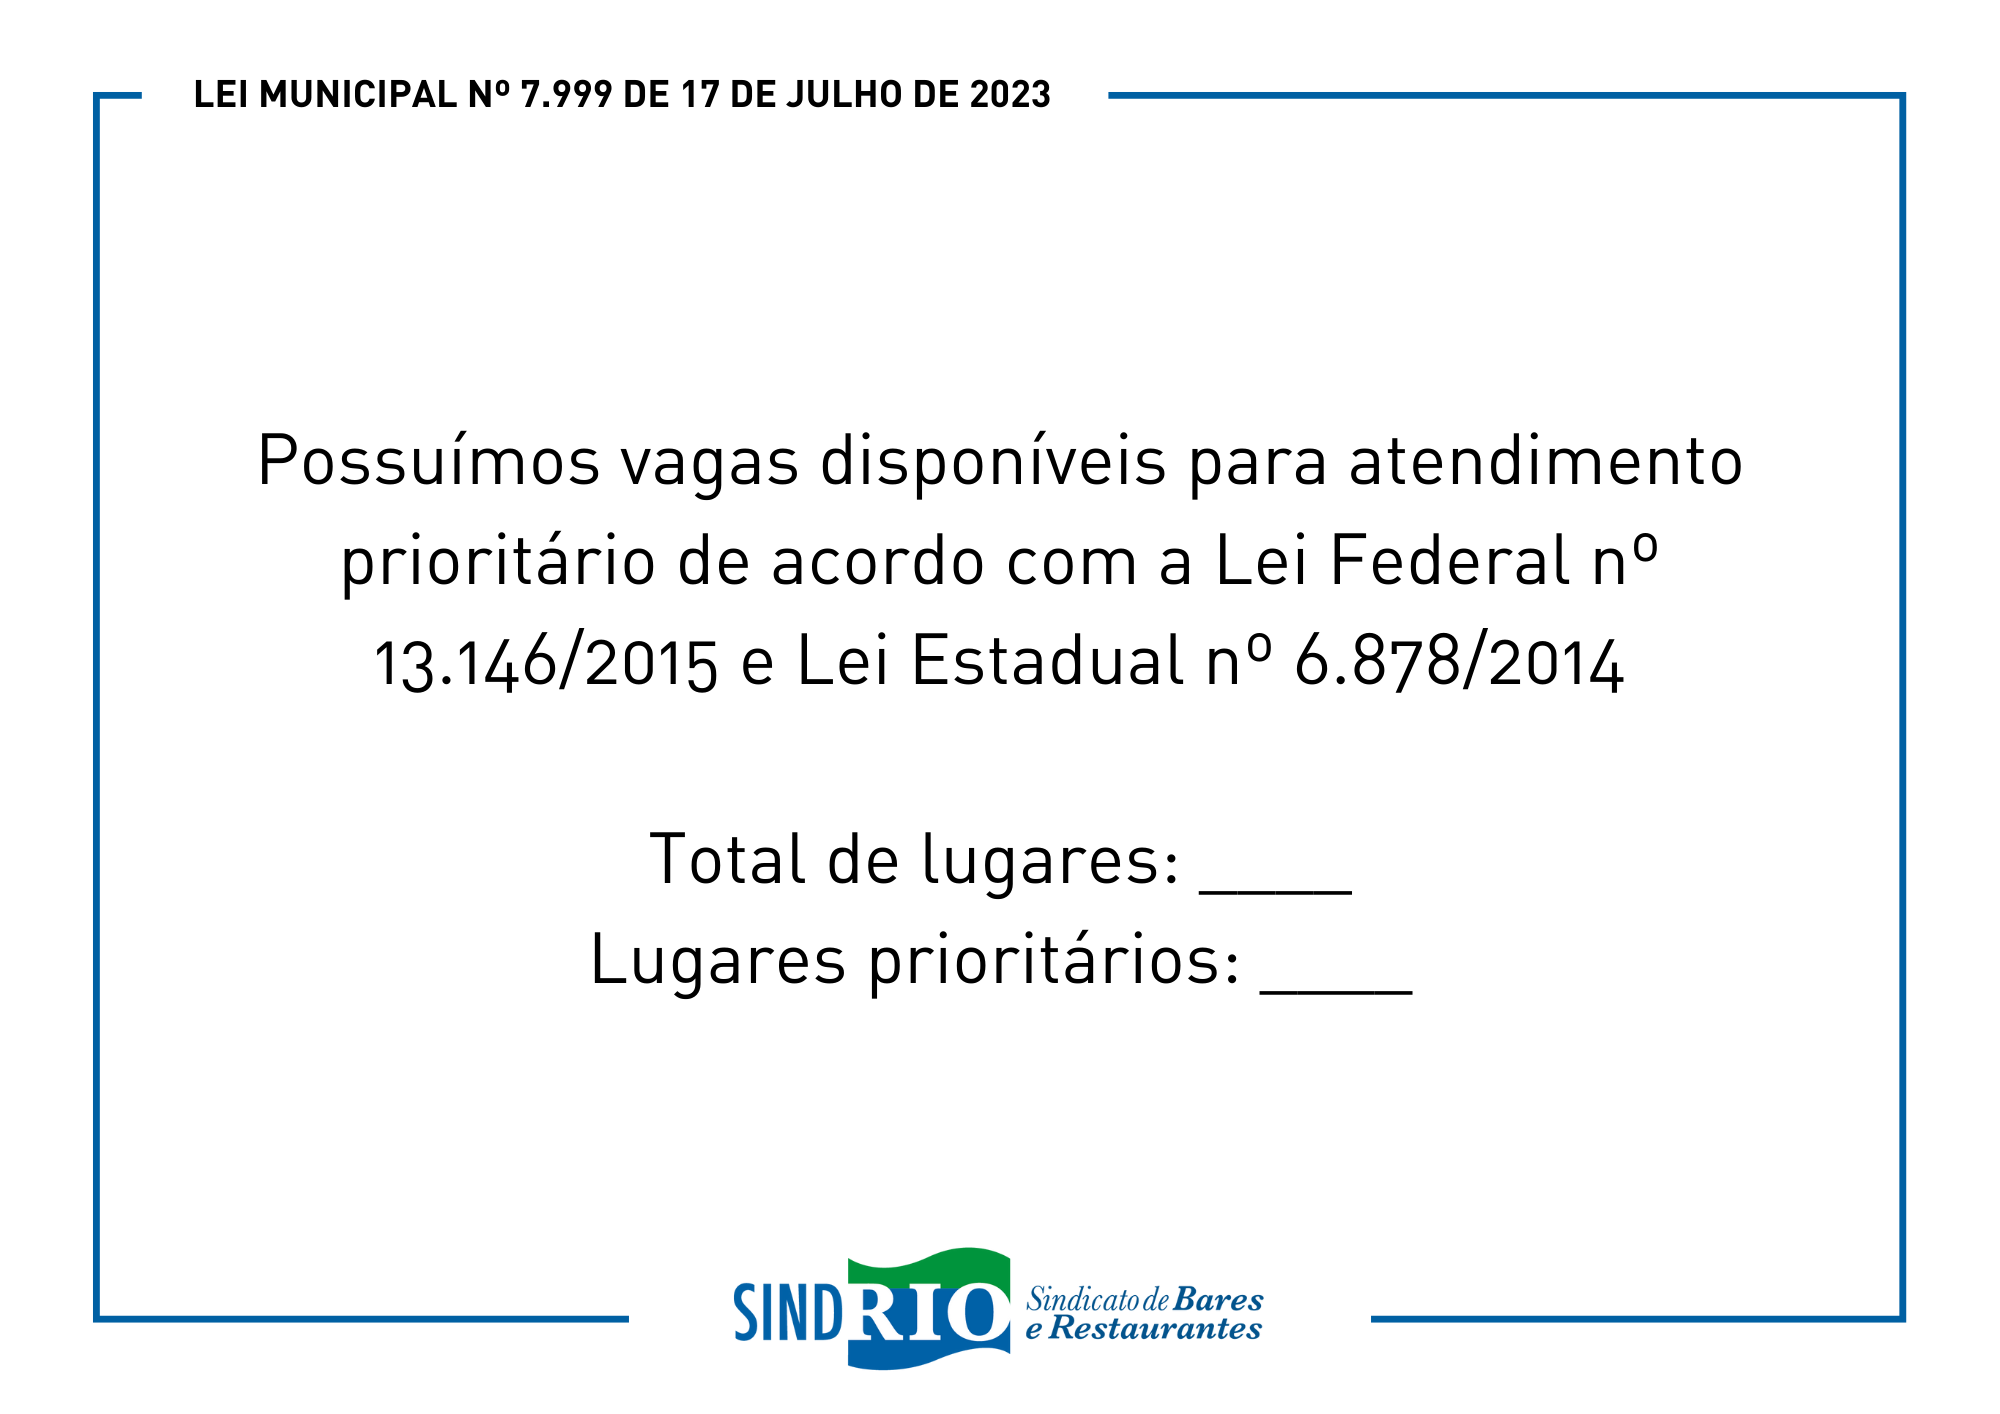 LEI MUNICIPAL Nº 7.999 DE 17 DE JULHO DE 2023
Possuímos vagas disponíveis para atendimento
prioritário de acordo com a Lei Federal nº
13.146/2015 e Lei Estadual nº 6.878/2014
Total de lugares: ____
Lugares prioritários: ____
SINDRIO
Sindicato de Bares
e Restaurantes